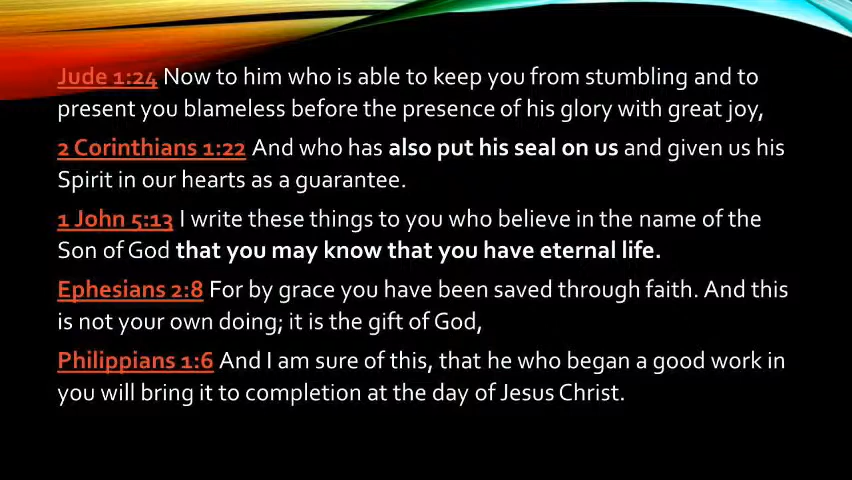 Jude 1:24 Now to him who is able to keep you from stumbling and to
present you blameless before the presence of his glory with great joy,
2 Corinthians 1:22 And who has also put his seal on us and given us his
Spirit in our hearts as a guarantee.
1 John 5:13 I write these things to you who believe in the name of the
Son of God that you may know that you have eternal life.
Ephesians 2:8 For by grace you have been saved through faith. And this
is not your own doing; it is the gift of God,
Philippians 1:6 And I am sure of this, that he who began a good work in
you will bring it to completion at the day of Jesus Christ.